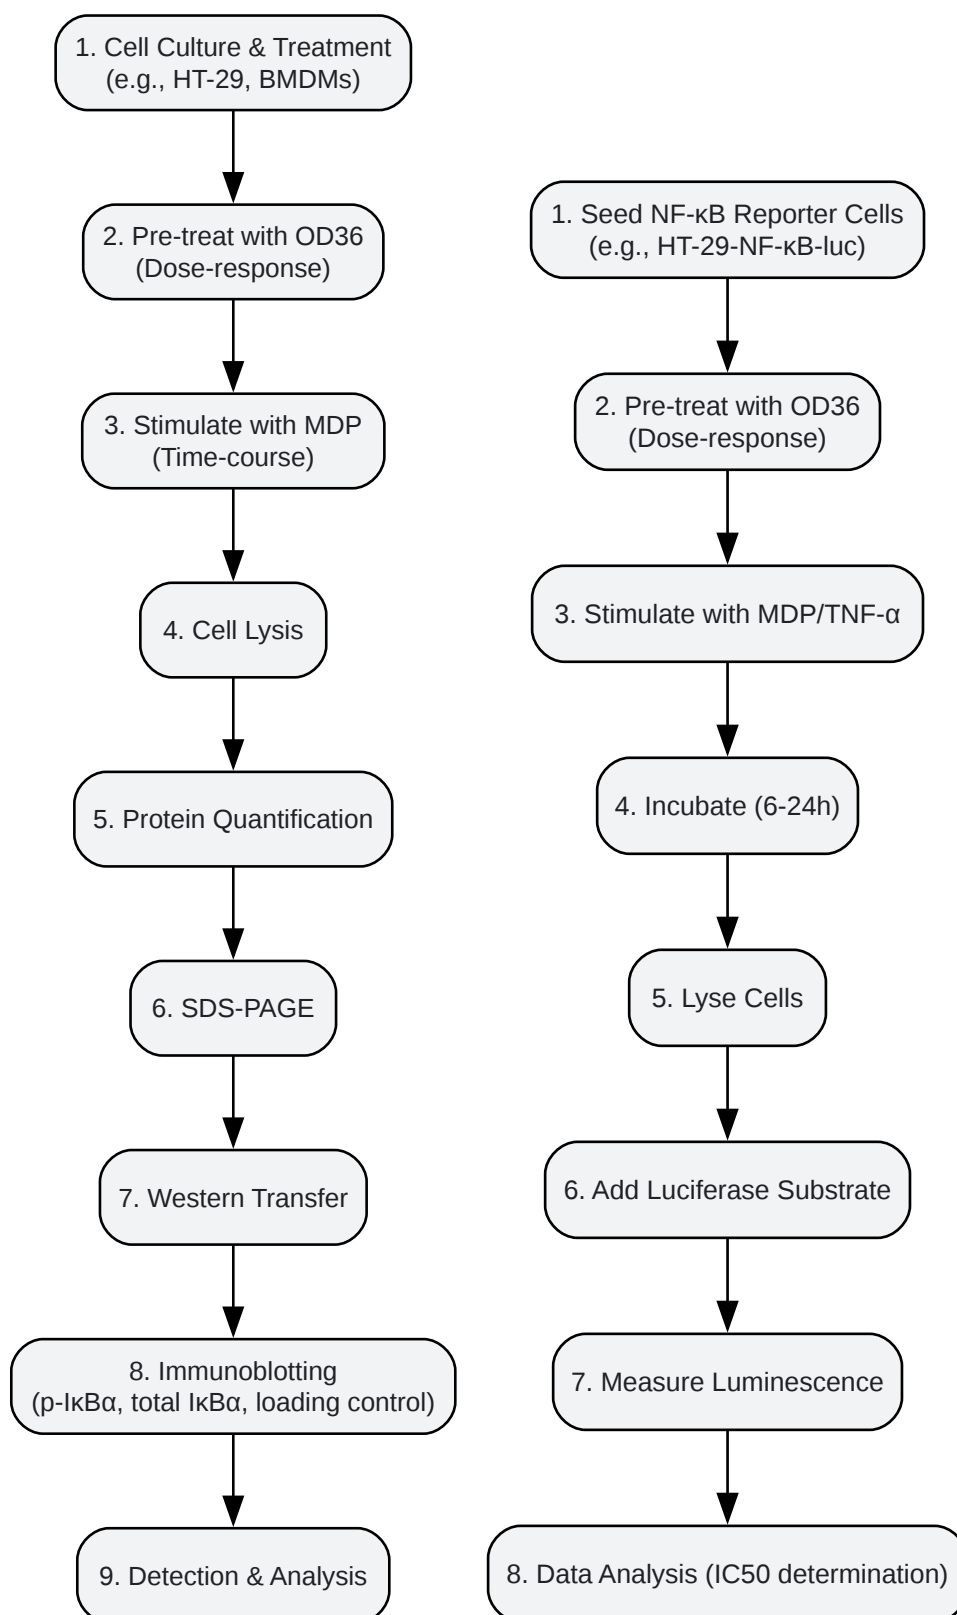 1. Cell Culture & Treatment
(e.g., HT-29, BMDMs)
2. Pre-treat with OD36
(Dose-response)
3. Stimulate with MDP
(Time-course)
4. Cell Lysis
5. Protein Quantification
6. SDS-PAGE
7. Western Transfer
8. Immunoblotting
(p-IκBα, total IκBα, loading control)
9. Detection & Analysis
1. Seed NF-κB Reporter Cells
(e.g., HT-29-NF-κB-luc)
2. Pre-treat with OD36
(Dose-response)
3. Stimulate with MDP/TNF-α
4. Incubate (6-24h)
5. Lyse Cells
6. Add Luciferase Substrate
7. Measure Luminescence
8. Data Analysis (IC50 determination)